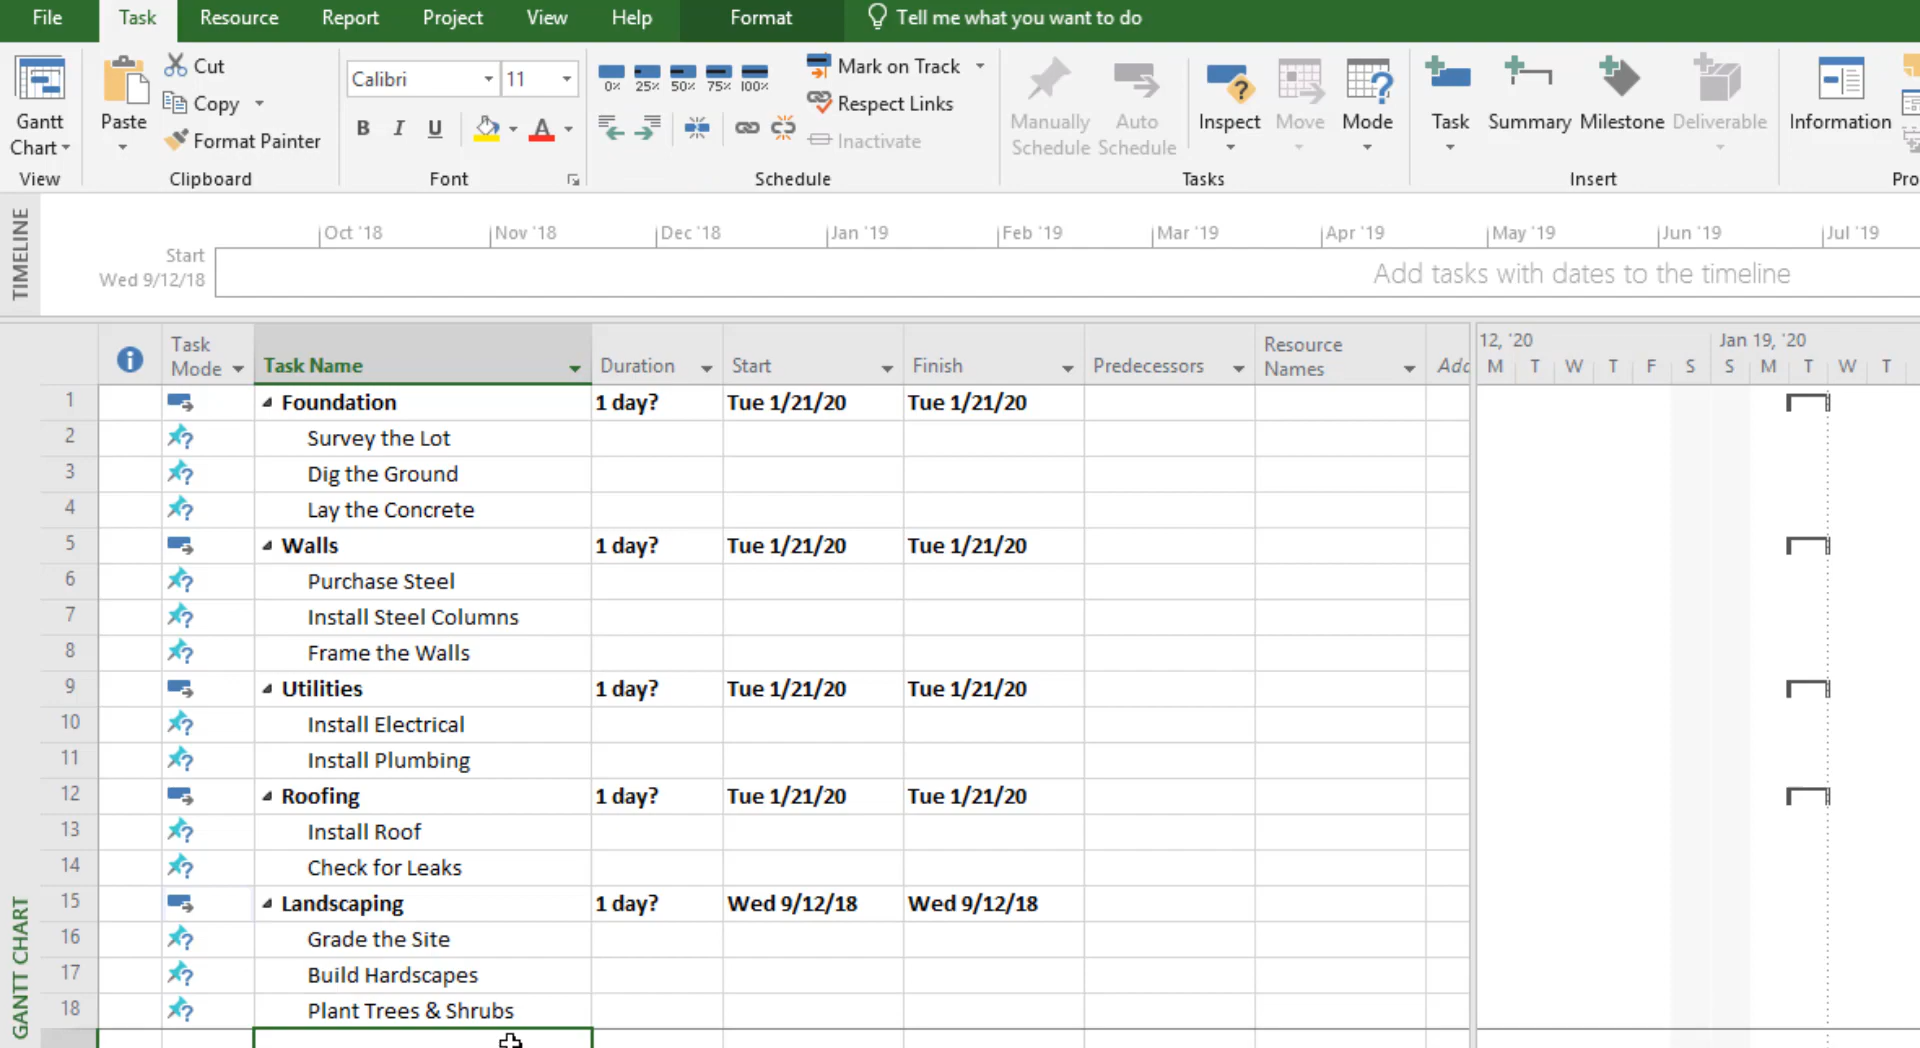 File Task Resource Report Project View Help Format Tell me what you want to do
Gantt Chart
View
Paste
Cut
Copy
Format Painter
Clipboard
Calibri 11
B I U A
Font
0% 25% 50% 75% 100%
Mark on Track
Respect Links
Inactivate
Schedule
Manually Schedule
Auto Schedule
Inspect
Move
Mode
Tasks
Task
Summary
Milestone
Deliverable
Insert
Information
Pro
TIMELINE
Oct '18 Nov '18 Dec '18 Jan '19 Feb '19 Mar '19 Apr '19 May '19 Jun '19 Jul '19
Start
Wed 9/12/18
Add tasks with dates to the timeline
GANTT CHART
Task Mode Task Name Duration Start Finish Predecessors Resource Names Add
12, '20 Jan 19, '20
M T W T F S S M T W T
1 Foundation 1 day? Tue 1/21/20 Tue 1/21/20
2 Survey the Lot
3 Dig the Ground
4 Lay the Concrete
5 Walls 1 day? Tue 1/21/20 Tue 1/21/20
6 Purchase Steel
7 Install Steel Columns
8 Frame the Walls
9 Utilities 1 day? Tue 1/21/20 Tue 1/21/20
10 Install Electrical
11 Install Plumbing
12 Roofing 1 day? Tue 1/21/20 Tue 1/21/20
13 Install Roof
14 Check for Leaks
15 Landscaping 1 day? Wed 9/12/18 Wed 9/12/18
16 Grade the Site
17 Build Hardscapes
18 Plant Trees & Shrubs